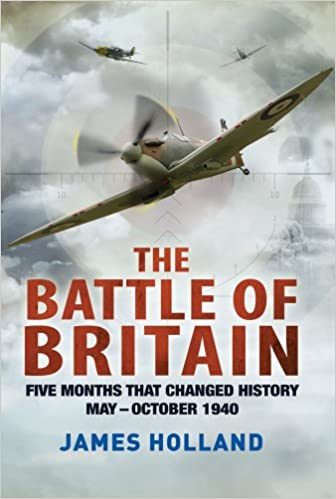 THE
BATTLE OF
BRITAIN
FIVE MONTHS THAT CHANGED HISTORY
MAY – OCTOBER 1940
JAMES HOLLAND